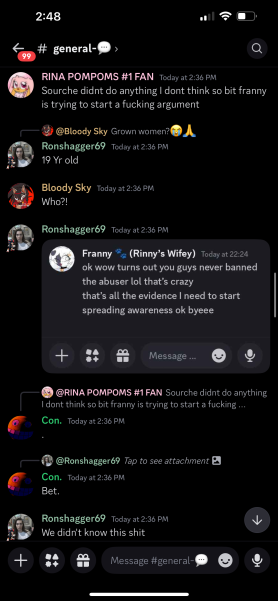 2:48
99
# general-💬 ›
RINA POMPOMS #1 FAN Today at 2:36 PM
Sourche didnt do anything I dont think so bit franny
is trying to start a fucking argument
@Bloody Sky Grown women?😭🙏
Ronshagger69 Today at 2:36 PM
19 Yr old
Bloody Sky Today at 2:36 PM
Who?!
Ronshagger69 Today at 2:36 PM
Franny 🐾 (Rinny's Wifey) Today at 22:24
ok wow turns out you guys never banned
the abuser lol that's crazy
that's all the evidence I need to start
spreading awareness ok byeee
Message ...
@RINA POMPOMS #1 FAN Sourche didnt do anything
I dont think so bit franny is trying to start a fucking ...
Con. Today at 2:36 PM
.
@Ronshagger69 Tap to see attachment
Con. Today at 2:36 PM
Bet.
Ronshagger69 Today at 2:36 PM
We didn't know this shit
Message #general-💬